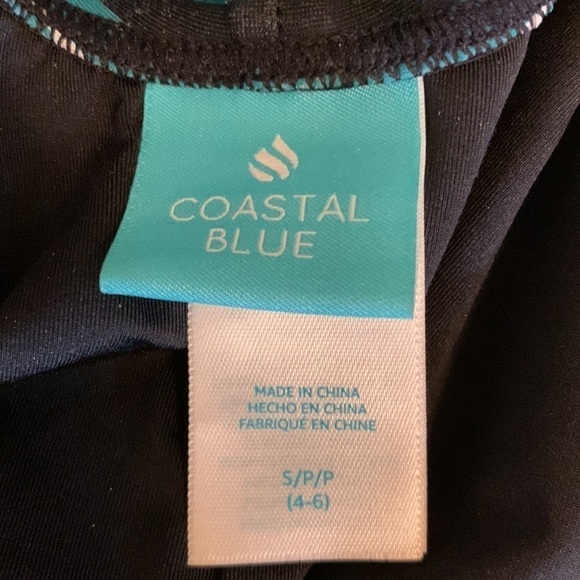 COASTAL
BLUE
MADE IN CHINA
HECHO EN CHINA
FABRIQUÉ EN CHINE
S/P/P
(4-6)